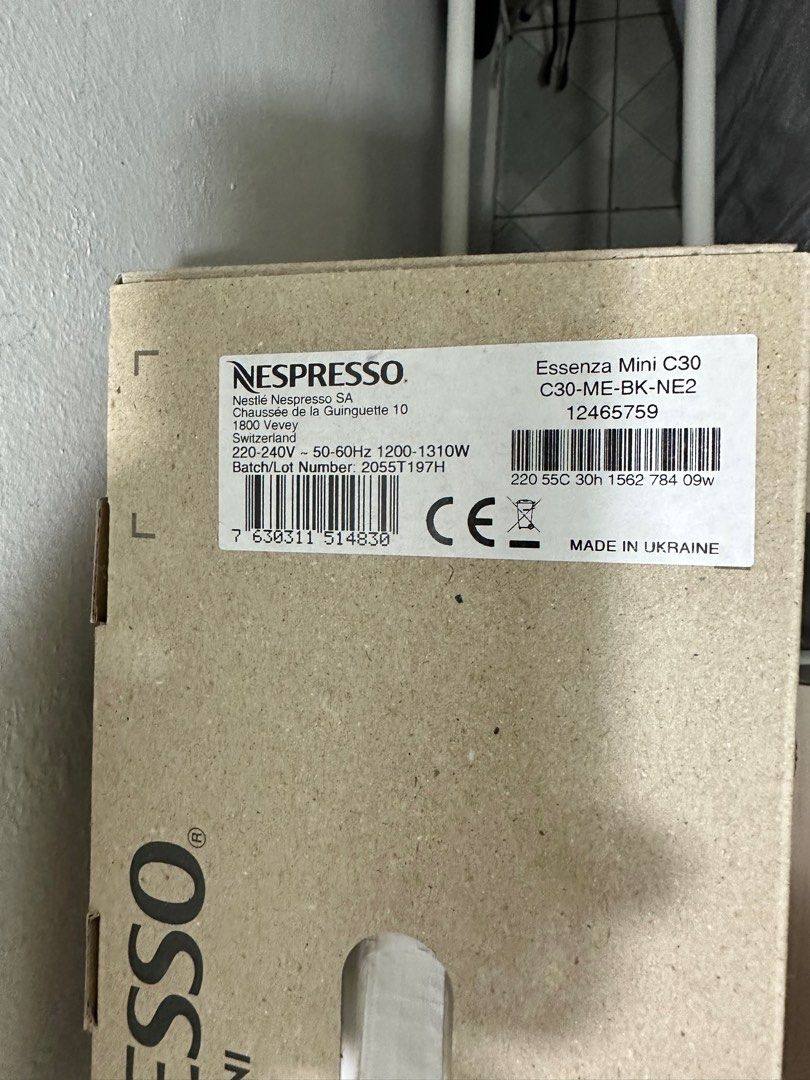 NESPRESSO.
Nestlé Nespresso SA
Chaussée de la Guinguette 10
1800 Vevey
Switzerland
220-240V ~ 50-60Hz 1200-1310W
Batch/Lot Number: 2055T197H
7 630311 514830
CE
Essenza Mini C30
C30-ME-BK-NE2
12465759
220 55C 30h 1562 784 09w
MADE IN UKRAINE
ESSO®
NI